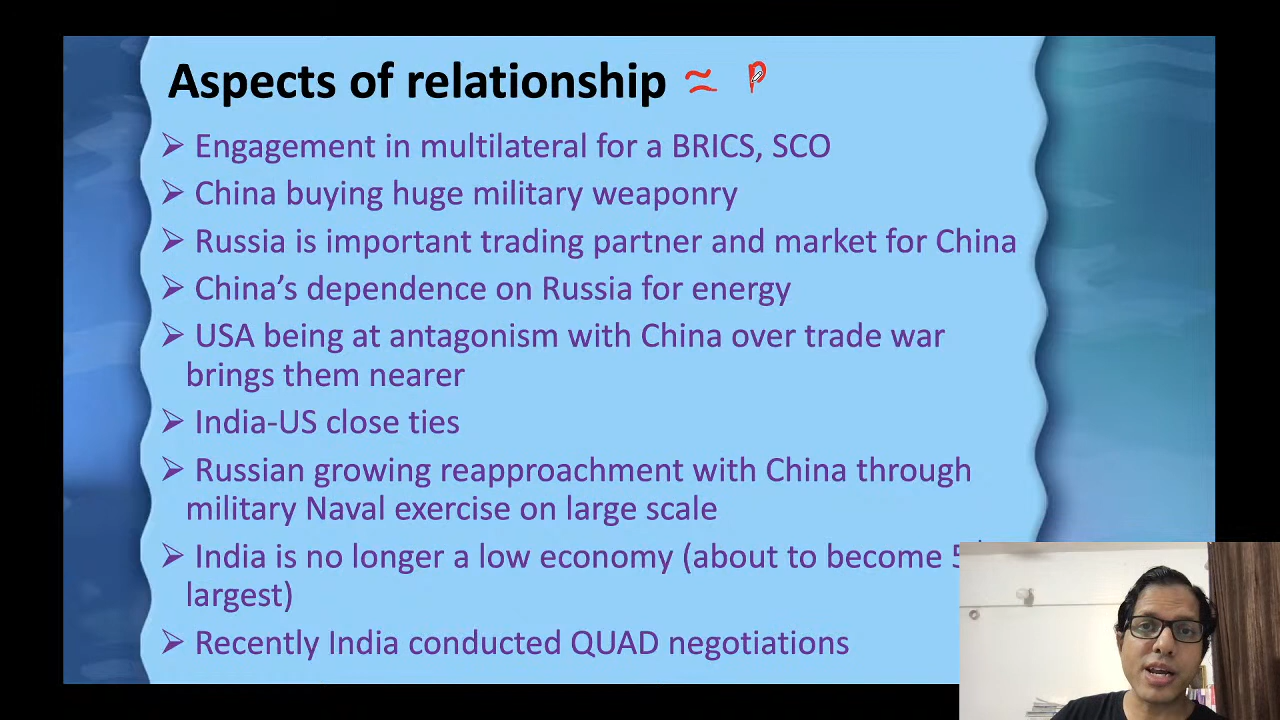 Aspects of relationship ≈ P
➢ Engagement in multilateral for a BRICS, SCO
➢ China buying huge military weaponry
➢ Russia is important trading partner and market for China
➢ China's dependence on Russia for energy
➢ USA being at antagonism with China over trade war
brings them nearer
➢ India-US close ties
➢ Russian growing reapproachment with China through
military Naval exercise on large scale
➢ India is no longer a low economy (about to become
largest)
➢ Recently India conducted QUAD negotiations